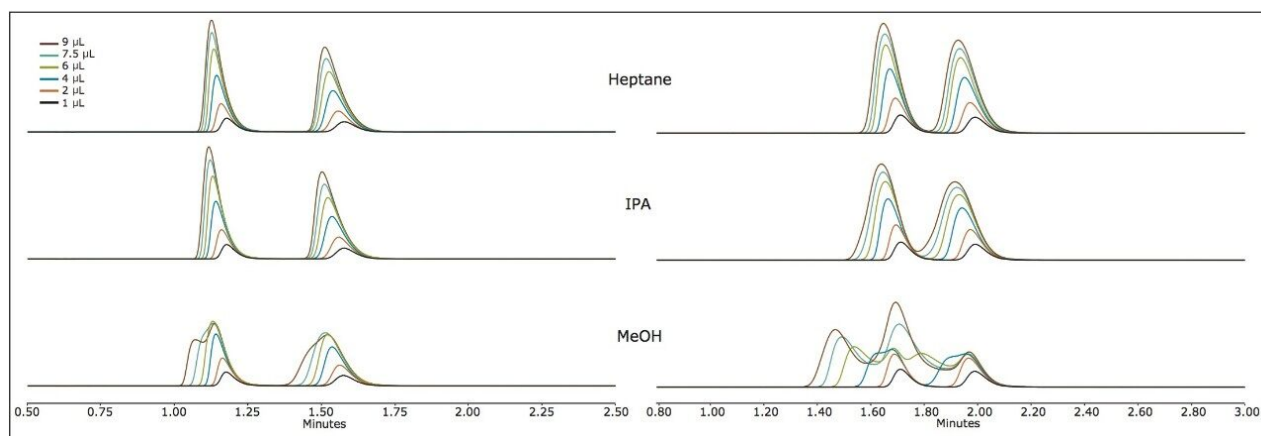 9 µL
7.5 µL
6 µL
4 µL
2 µL
1 µL
Heptane
IPA
MeOH
0.50 0.75 1.00 1.25 1.50 1.75 2.00 2.25 2.50
Minutes
0.80 1.00 1.20 1.40 1.60 1.80 2.00 2.20 2.40 2.60 2.80 3.00
Minutes